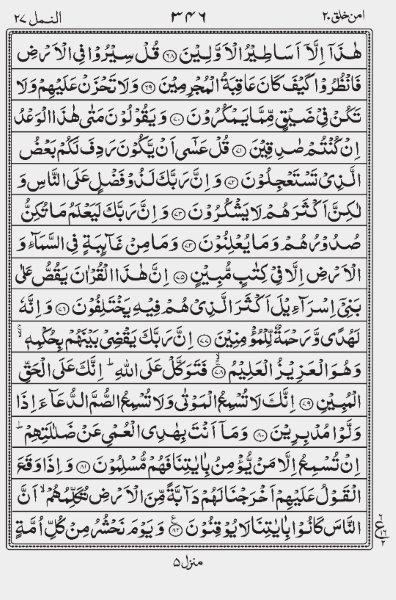 امن خلق ٢٠ ٣٤٦ النمل ٢٧
هٰذَآ اِلَّآ اَسَاطِيْرُ الْاَوَّلِيْنَ ﴿٦٨﴾ قُلْ سِيْرُوْا فِى الْاَرْضِ
فَانْظُرُوْا كَيْفَ كَانَ عَاقِبَةُ الْمُجْرِمِيْنَ ﴿٦٩﴾ وَلَا تَحْزَنْ عَلَيْهِمْ وَلَا
تَكُنْ فِىْ ضَيْقٍ مِّمَّا يَمْكُرُوْنَ ﴿٧٠﴾ وَيَقُوْلُوْنَ مَتٰى هٰذَا الْوَعْدُ
اِنْ كُنْتُمْ صٰدِقِيْنَ ﴿٧١﴾ قُلْ عَسٰٓى اَنْ يَّكُوْنَ رَدِفَ لَكُمْ بَعْضُ
الَّذِىْ تَسْتَعْجِلُوْنَ ﴿٧٢﴾ وَاِنَّ رَبَّكَ لَذُوْ فَضْلٍ عَلَى النَّاسِ وَ
لٰكِنَّ اَكْثَرَهُمْ لَا يَشْكُرُوْنَ ﴿٧٣﴾ وَاِنَّ رَبَّكَ لَيَعْلَمُ مَا تُكِنُّ
صُدُوْرُهُمْ وَمَا يُعْلِنُوْنَ ﴿٧٤﴾ وَمَا مِنْ غَآئِبَةٍ فِى السَّمَآءِ وَ
الْاَرْضِ اِلَّا فِىْ كِتٰبٍ مُّبِيْنٍ ﴿٧٥﴾ اِنَّ هٰذَا الْقُرْاٰنَ يَقُصُّ عَلٰى
بَنِىْٓ اِسْرَآءِيْلَ اَكْثَرَ الَّذِىْ هُمْ فِيْهِ يَخْتَلِفُوْنَ ﴿٧٦﴾ وَاِنَّهٗ
لَهُدًى وَّرَحْمَةٌ لِّلْمُؤْمِنِيْنَ ﴿٧٧﴾ اِنَّ رَبَّكَ يَقْضِىْ بَيْنَهُمْ بِحُكْمِهٖ ۚ
وَهُوَ الْعَزِيْزُ الْعَلِيْمُ ﴿٧٨﴾ فَتَوَكَّلْ عَلَى اللّٰهِ ؕ اِنَّكَ عَلَى الْحَقِّ
الْمُبِيْنِ ﴿٧٩﴾ اِنَّكَ لَا تُسْمِعُ الْمَوْتٰى وَلَا تُسْمِعُ الصُّمَّ الدُّعَآءَ اِذَا
وَلَّوْا مُدْبِرِيْنَ ﴿٨٠﴾ وَمَآ اَنْتَ بِهٰدِى الْعُمْىِ عَنْ ضَلٰلَتِهِمْ ؕ
اِنْ تُسْمِعُ اِلَّا مَنْ يُّؤْمِنُ بِاٰيٰتِنَا فَهُمْ مُّسْلِمُوْنَ ﴿٨١﴾ وَاِذَا وَقَعَ
الْقَوْلُ عَلَيْهِمْ اَخْرَجْنَا لَهُمْ دَآبَّةً مِّنَ الْاَرْضِ تُكَلِّمُهُمْ ۙ اَنَّ
النَّاسَ كَانُوْا بِاٰيٰتِنَا لَا يُوْقِنُوْنَ ﴿٨٢﴾ وَيَوْمَ نَحْشُرُ مِنْ كُلِّ اُمَّةٍ
منزل ٥